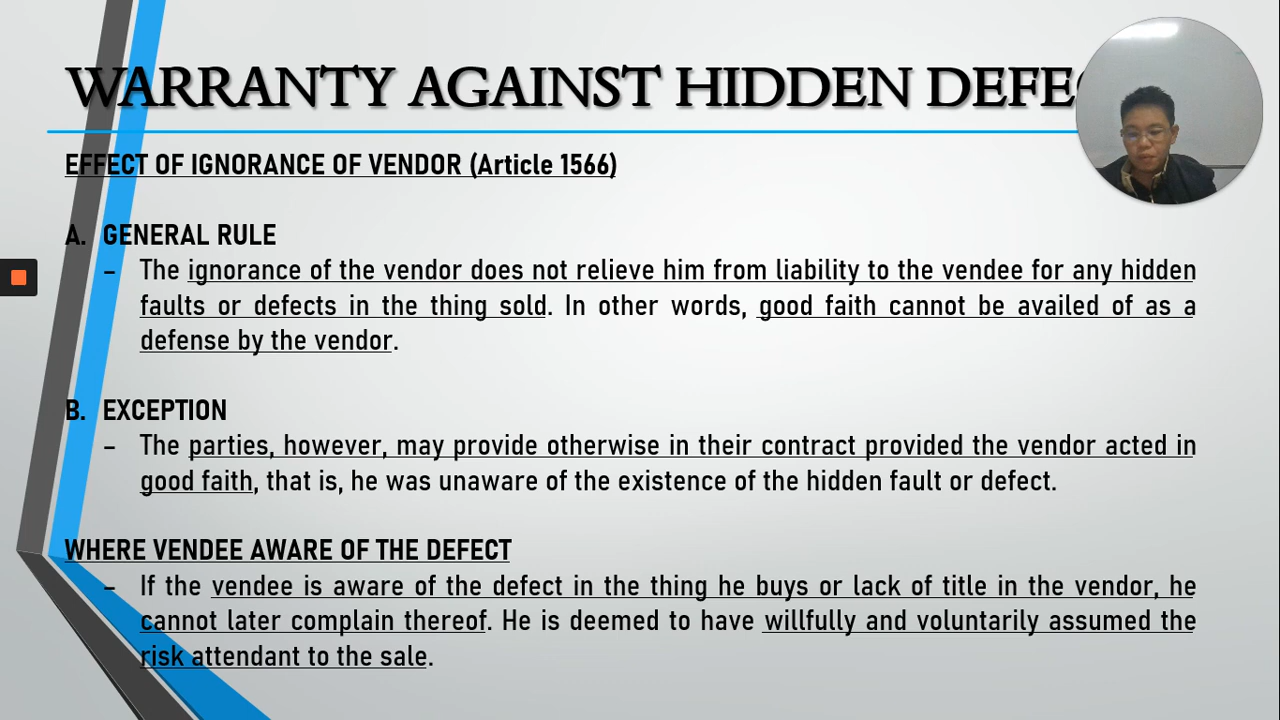 WARRANTY AGAINST HIDDEN
EFFECT OF IGNORANCE OF VENDOR (Article 1566)
A. GENERAL RULE
– The ignorance of the vendor does not relieve him from liability to the vendee for any hidden
faults or defects in the thing sold. In other words, good faith cannot be availed of as a
defense by the vendor.
B. EXCEPTION
– The parties, however, may provide otherwise in their contract provided the vendor acted in
good faith, that is, he was unaware of the existence of the hidden fault or defect.
WHERE VENDEE AWARE OF THE DEFECT
– If the vendee is aware of the defect in the thing he buys or lack of title in the vendor, he
cannot later complain thereof. He is deemed to have willfully and voluntarily assumed the
risk attendant to the sale.